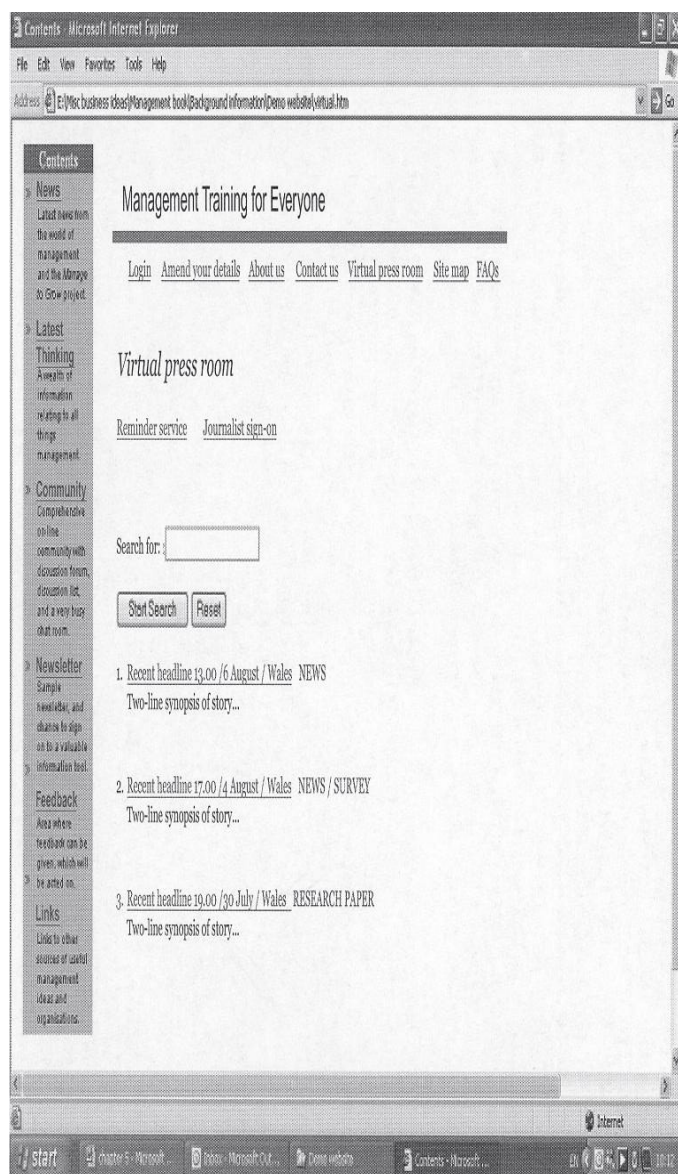 Contents - Microsoft Internet Explorer
File Edit View Favorites Tools Help
Address E:\Misc business ideas\Management book\Background information\Demo website\virtual.htm Go
Contents
News
Latest news from
the world of
management
and the Manage
to Grow project.
Latest
Thinking
A wealth of
information
relating to all
things
management.
Community
Comprehensive
on line
community with
discussion forum,
discussion list,
and a very busy
chat room.
Newsletter
Sample
newsletter, and
chance to sign
on to a valuable
information tool.
Feedback
Area where
feedback can be
given, which will
be acted on.
Links
Links to other
sources of useful
management
ideas and
organisations.
Management Training for Everyone
Login Amend your details About us Contact us Virtual press room Site map FAQs
Virtual press room
Reminder service Journalist sign-on
Search for:
Start Search Reset
1. Recent headline 13.00 /6 August / Wales NEWS
Two-line synopsis of story...
2. Recent headline 17.00 /4 August / Wales NEWS / SURVEY
Two-line synopsis of story...
3. Recent headline 19.00 /30 July / Wales RESEARCH PAPER
Two-line synopsis of story...
Internet
start chapter 5 - Microsoft ... Inbox - Microsoft Out... Demo website Contents - Microsoft ... EN